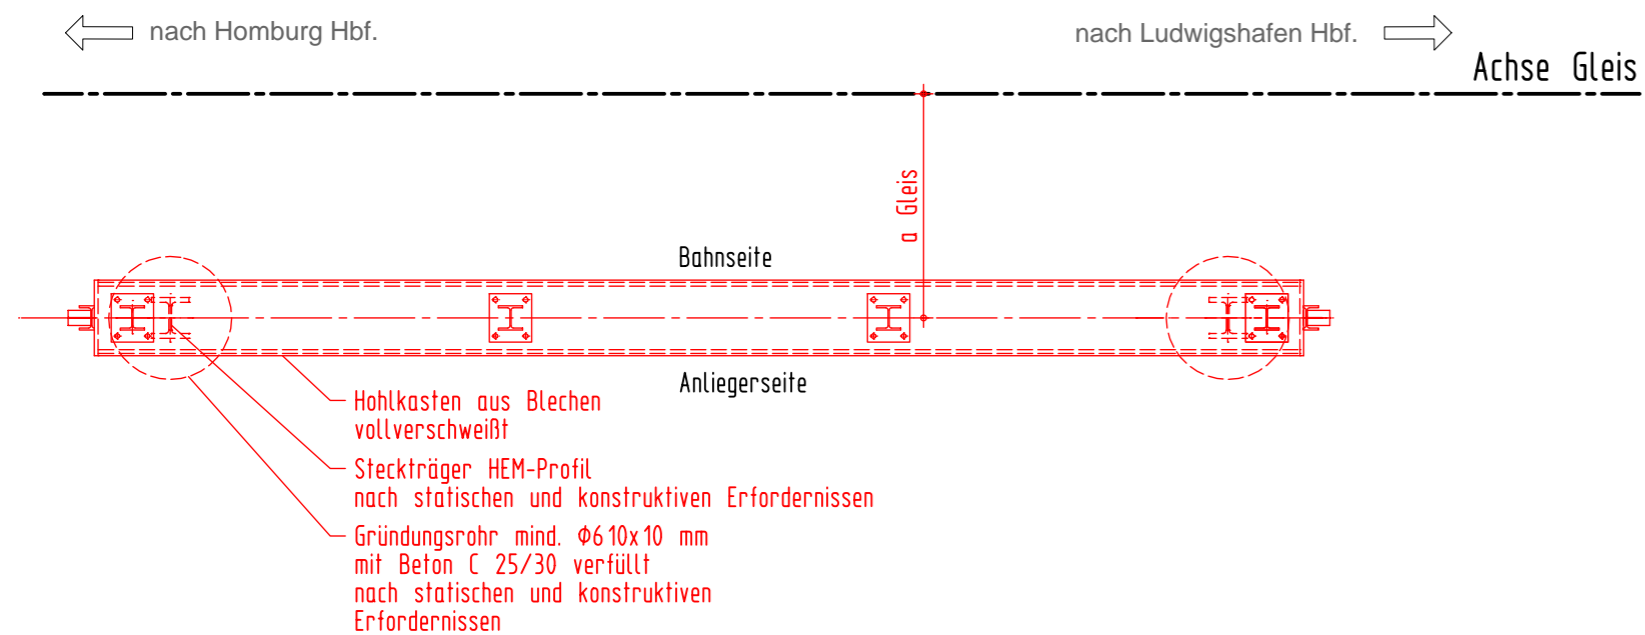 nach Homburg Hbf.
nach Ludwigshafen Hbf.
Achse Gleis
a Gleis
Bahnseite
Anliegerseite
Hohlkasten aus Blechen
vollverschweißt
Steckträger HEM-Profil
nach statischen und konstruktiven Erfordernissen
Gründungsrohr mind. Φ610x10 mm
mit Beton C 25/30 verfüllt
nach statischen und konstruktiven
Erfordernissen